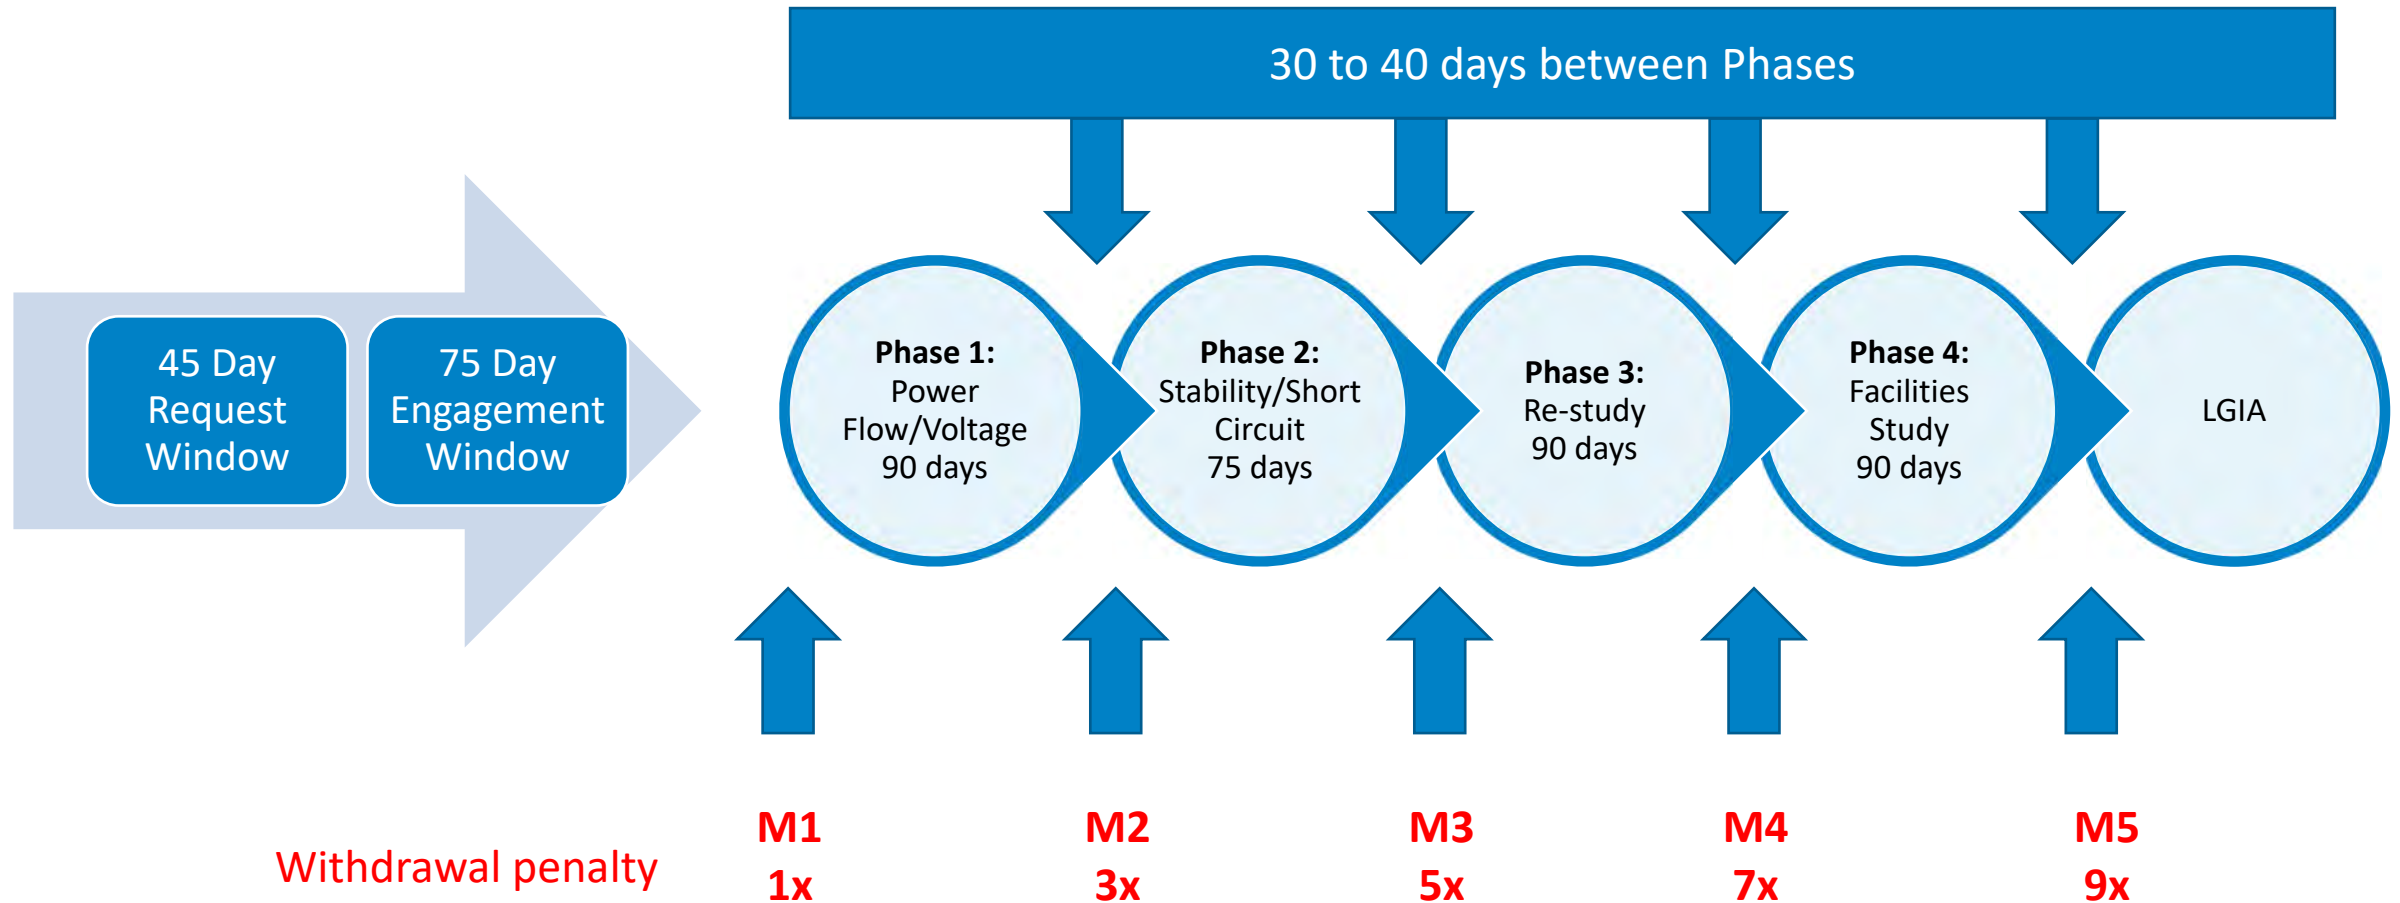 30 to 40 days between Phases
45 Day
Request
Window
75 Day
Engagement
Window
Phase 1:
Power
Flow/Voltage
90 days
Phase 2:
Stability/Short
Circuit
75 days
Phase 3:
Re-study
90 days
Phase 4:
Facilities
Study
90 days
LGIA
Withdrawal penalty
M1
1x
M2
3x
M3
5x
M4
7x
M5
9x